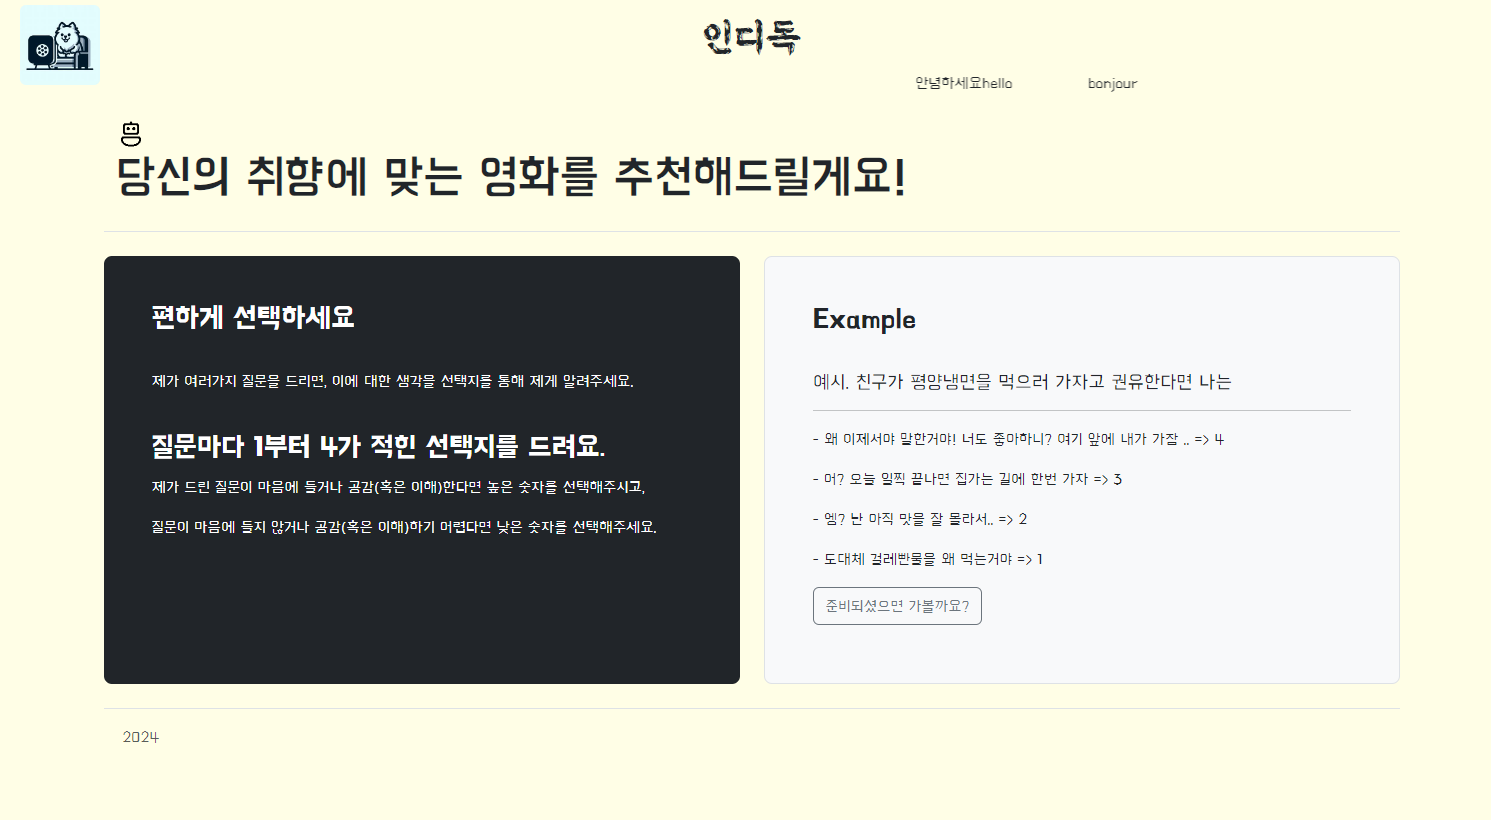 인디독
안녕하세요hello
bonjour
당신의 취향에 맞는 영화를 추천해드릴게요!
편하게 선택하세요
제가 여러가지 질문을 드리면, 이에 대한 생각을 선택지를 통해 제게 알려주세요.
질문마다 1부터 4가 적힌 선택지를 드려요.
제가 드린 질문이 마음에 들거나 공감(혹은 이해)한다면 높은 숫자를 선택해주시고,
질문이 마음에 들지 않거나 공감(혹은 이해)하기 어렵다면 낮은 숫자를 선택해주세요.
Example
예시. 친구가 평양냉면을 먹으러 가자고 권유한다면 나는
- 왜 이제서야 말한거야! 너도 좋아하니? 여기 앞에 내가 가잠 .. => 4
- 어? 오늘 일찍 끝나면 집가는 길에 한번 가자 => 3
- 엥? 난 아직 맛을 잘 몰라서.. => 2
- 도대체 걸레빤물을 왜 먹는거야 => 1
준비되셨으면 가볼까요?
2024